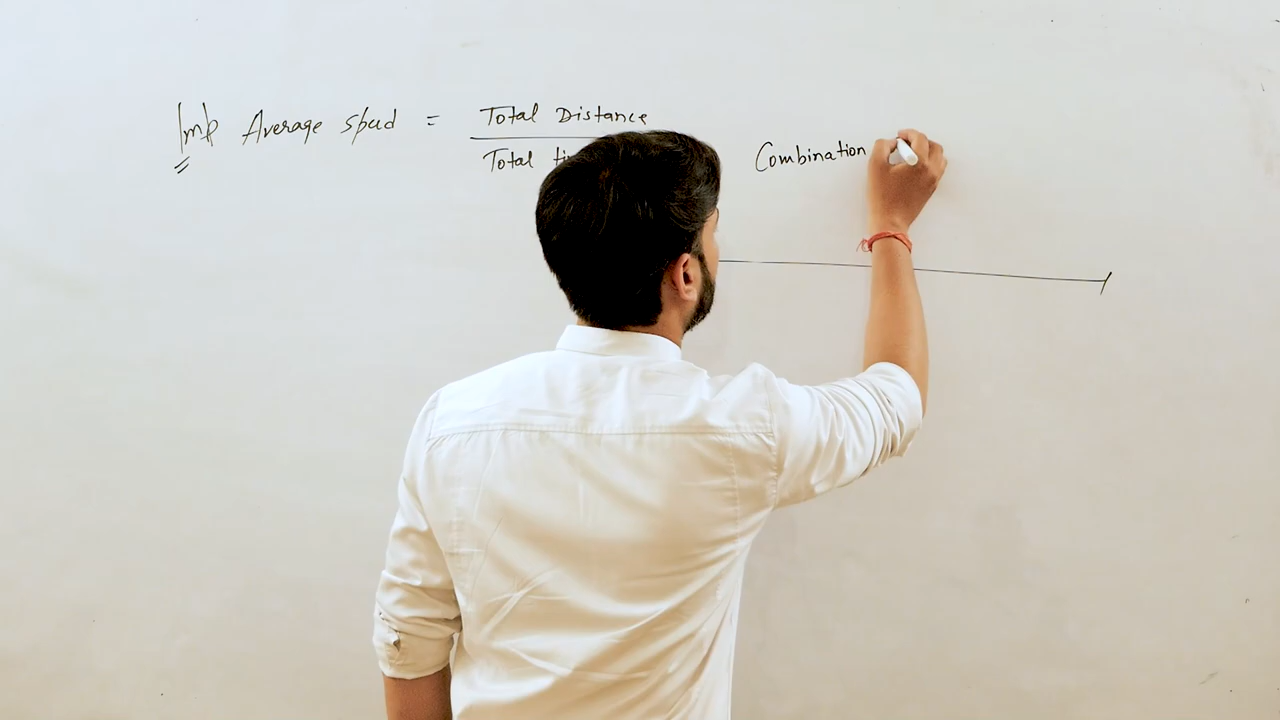 Imp Average speed = Total Distance
Total
Combination